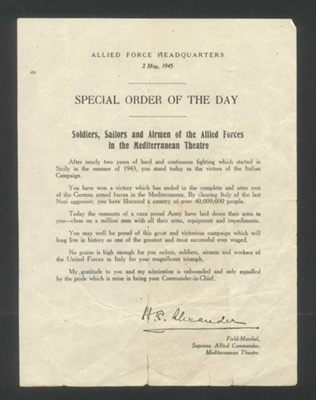 ALLIED FORCE HEADQUARTERS
2 May, 1945
SPECIAL ORDER OF THE DAY
Soldiers, Sailors and Airmen of the Allied Forces
in the Mediterranean Theatre
After nearly two years of hard and continuous fighting which started in
Sicily in the summer of 1943, you stand today as the victors of the Italian
Campaign.
You have won a victory which has ended in the complete and utter rout
of the German armed forces in the Mediterranean. By clearing Italy of the last
Nazi aggressor, you have liberated a country of over 40,000,000 people.
Today the remnants of a once proud Army have laid down their arms to
you—close on a million men with all their arms, equipment and impedimenta.
You may well be proud of this great and victorious campaign which will
long live in history as one of the greatest and most successful ever waged.
No praise is high enough for you sailors, soldiers, airmen and workers of
the United Forces in Italy for your magnificent triumph.
My gratitude to you and my admiration is unbounded and only equalled
by the pride which is mine in being your Commander-in-Chief.
H.R. Alexander
Field-Marshal,
Supreme Allied Commander,
Mediterranean Theatre.